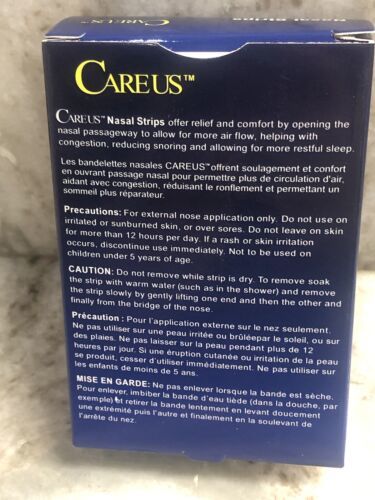 Nasal Strips
CAREUS™
CAREUS™ Nasal Strips offer relief and comfort by opening the
nasal passageway to allow for more air flow, helping with
congestion, reducing snoring and allowing for more restful sleep.
Les bandelettes nasales CAREUS™ offrent soulagement et confort
en ouvrant passage nasal pour permettre plus de circulation d'air,
aidant avec congestion, réduisant le ronflement et permettant un
sommeil plus réparateur.
Precautions: For external nose application only. Do not use on
irritated or sunburned skin, or over sores. Do not leave on skin
for more than 12 hours per day. If a rash or skin irritation
occurs, discontinue use immediately. Not to be used on
children under 5 years of age.
CAUTION: Do not remove while strip is dry. To remove soak
the strip with warm water (such as in the shower) and remove
the strip slowly by gently lifting one end and then the other and
finally from the bridge of the nose.
Précaution : Pour l'application externe sur le nez seulement.
Ne pas utiliser sur une peau irritée ou brûléepar le soleil, ou sur
des plaies. Ne pas laisser sur la peau pendant plus de 12
heures par jour. Si une éruption cutanée ou irritation de la peau
se produit, cesser d'utiliser immédiatement. Ne pas utiliser sur
les enfants de moins de 5 ans.
MISE EN GARDE: Ne pas enlever lorsque la bande est sèche.
Pour enlever, imbiber la bande d'eau tiède (dans la douche, par
exemple) et retirer la bande lentement en levant doucement
une extrémité puis l'autre et finalement en la soulevant de
l'arrête du nez.